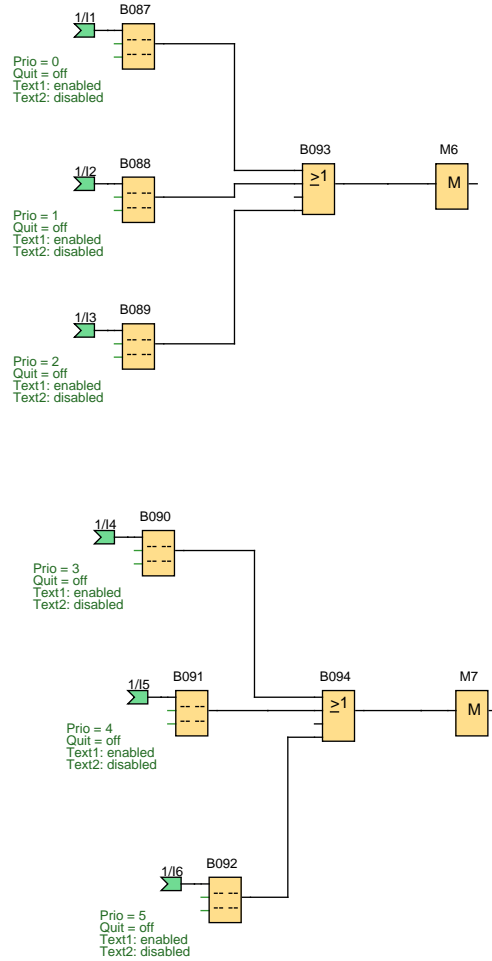 B087
1/I1
Prio = 0
Quit = off
Text1: enabled
Text2: disabled
B093
M6
≥1
M
B088
1/I2
Prio = 1
Quit = off
Text1: enabled
Text2: disabled
B089
1/I3
Prio = 2
Quit = off
Text1: enabled
Text2: disabled
B090
1/I4
Prio = 3
Quit = off
Text1: enabled
Text2: disabled
B091
1/I5
B094
M7
≥1
M
Prio = 4
Quit = off
Text1: enabled
Text2: disabled
B092
1/I6
Prio = 5
Quit = off
Text1: enabled
Text2: disabled